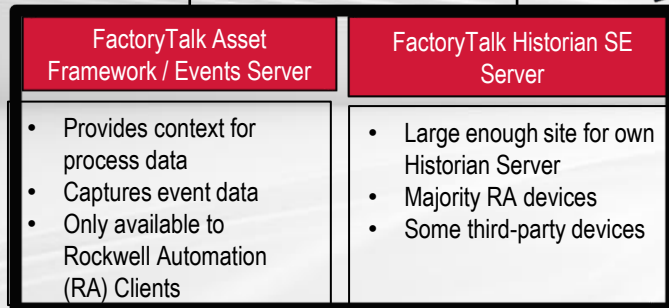 FactoryTalk Asset
Framework / Events Server
• Provides context for
process data
• Captures event data
• Only available to
Rockwell Automation
(RA) Clients
FactoryTalk Historian SE
Server
• Large enough site for own
Historian Server
• Majority RA devices
• Some third-party devices